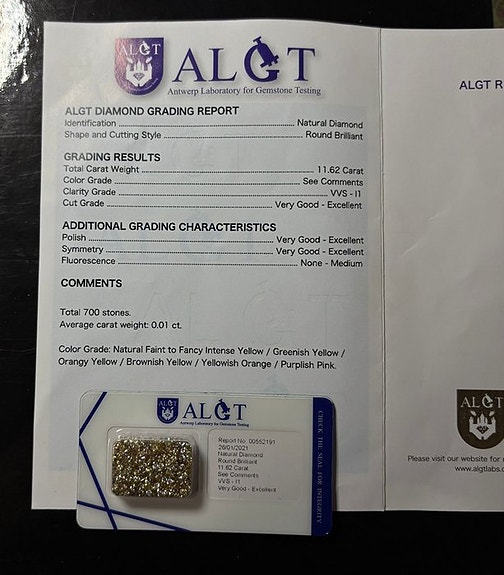 ALGT
ALGT
Antwerp Laboratory for Gemstone Testing
ALGT DIAMOND GRADING REPORT
Identification Natural Diamond
Shape and Cutting Style Round Brilliant
GRADING RESULTS
Total Carat Weight 11.62 Carat
Color Grade See Comments
Clarity Grade VVS - I1
Cut Grade Very Good - Excellent
ADDITIONAL GRADING CHARACTERISTICS
Polish Very Good - Excellent
Symmetry Very Good - Excellent
Fluorescence None - Medium
COMMENTS
Total 700 stones.
Average carat weight: 0.01 ct.
Color Grade: Natural Faint to Fancy Intense Yellow / Greenish Yellow /
Orangy Yellow / Brownish Yellow / Yellowish Orange / Purplish Pink.
ALGT
ALGT
Antwerp Laboratory for Gemstone Testing
Report No. 00552191
26/01/2021
Natural Diamond
Round Brilliant
11.62 Carat
See Comments
VVS - I1
Very Good - Excellent
CHECK THE SEAL FOR INTEGRITY
ALGT R
ALGT
Please visit our website for
www.algtlabs.